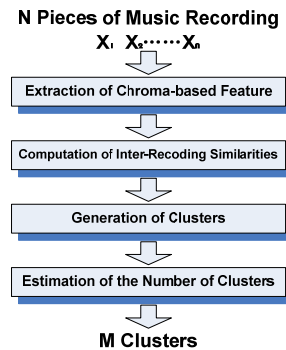 N Pieces of Music Recording
X₁ X₂······Xₙ
Extraction of Chroma-based Feature
Computation of Inter-Recoding Similarities
Generation of Clusters
Estimation of the Number of Clusters
M Clusters